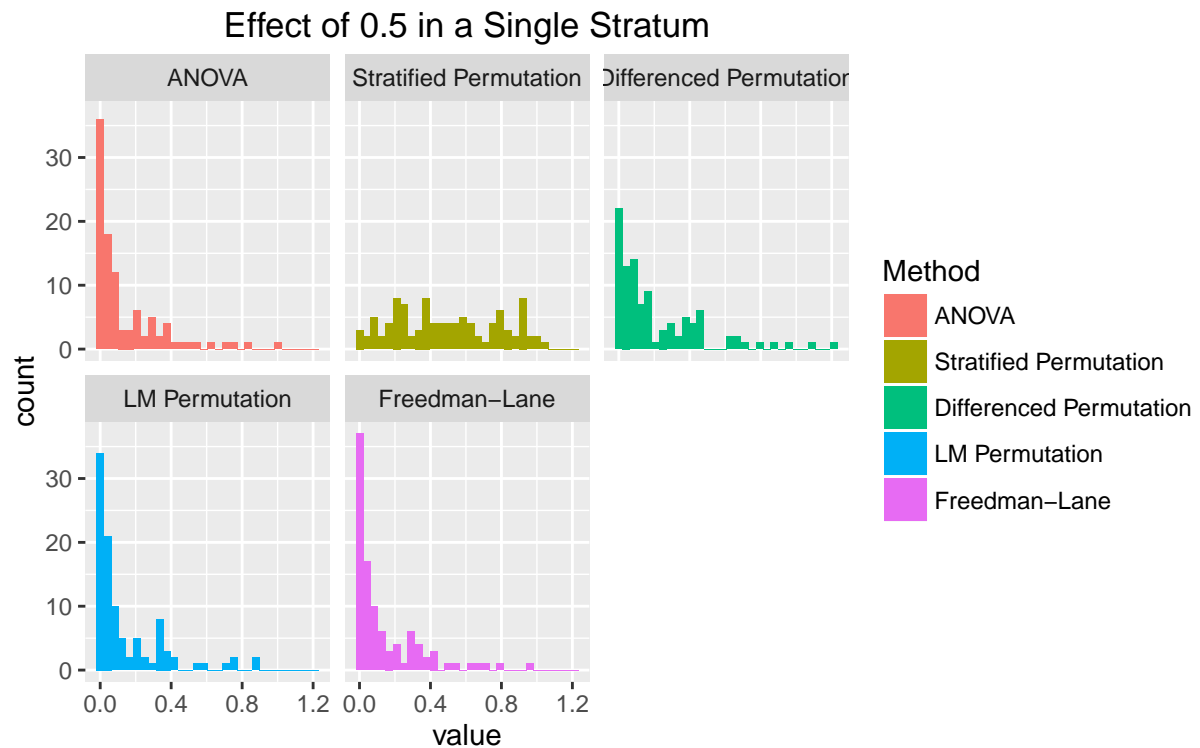 Effect of 0.5 in a Single Stratum
ANOVA
Stratified Permutation
Differenced Permutation
30
20
10
0
LM Permutation
Freedman−Lane
30
20
10
0
0.0 0.4 0.8 1.2
0.0 0.4 0.8 1.2
count
value
Method
ANOVA
Stratified Permutation
Differenced Permutation
LM Permutation
Freedman−Lane